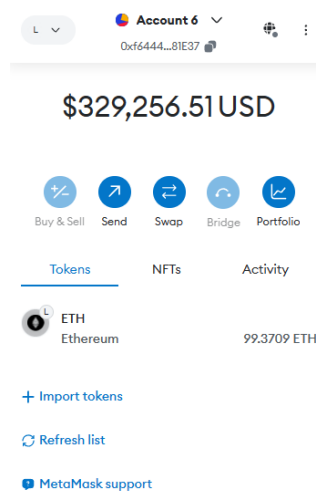 L
Account 6
0xf6444...81E37
$329,256.51 USD
Buy & Sell
Send
Swap
Bridge
Portfolio
Tokens
NFTs
Activity
L
ETH
Ethereum
99.3709 ETH
+ Import tokens
Refresh list
MetaMask support